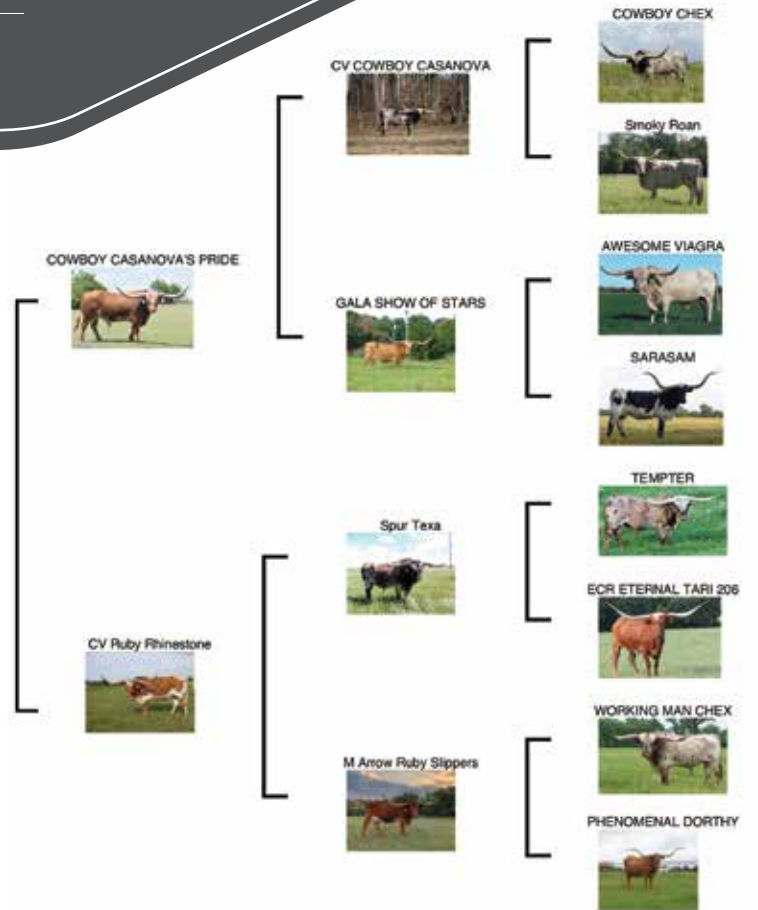 COWBOY CHEX
CV COWBOY CASANOVA
Smoky Roan
COWBOY CASANOVA'S PRIDE
AWESOME VIAGRA
GALA SHOW OF STARS
SARASAM
TEMPTER
Spur Texa
ECR ETERNAL TARI 206
CV Ruby Rhinestone
WORKING MAN CHEX
M Arrow Ruby Slippers
PHENOMENAL DORTHY